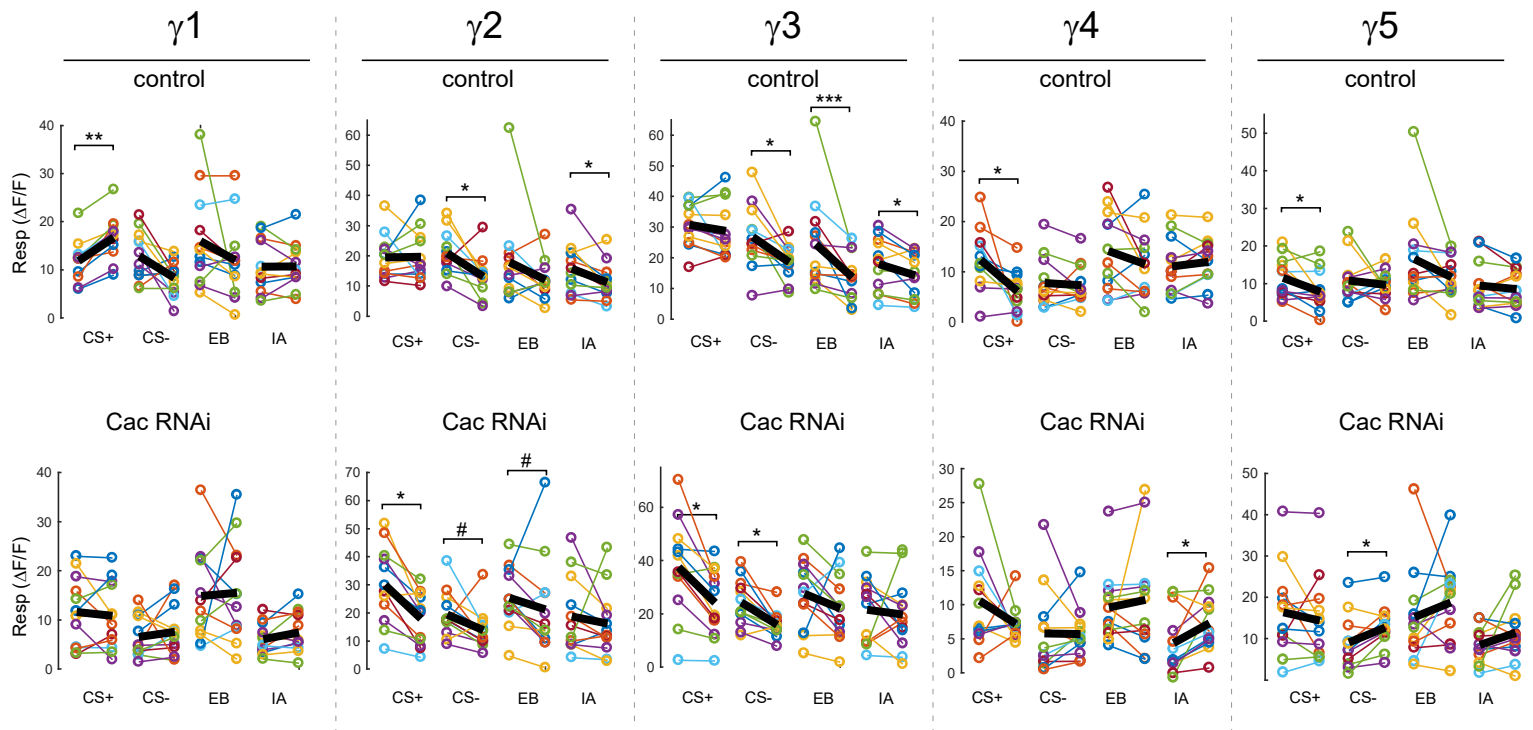 γ1 γ2 γ3 γ4 γ5
control control control control control
Resp (ΔF/F)
40 30 20 10 0
**
CS+ CS- EB IA
60 50 40 30 20 10 0
* *
CS+ CS- EB IA
60 50 40 30 20 10 0
* *** *
CS+ CS- EB IA
40 30 20 10 0
*
CS+ CS- EB IA
50 40 30 20 10 0
*
CS+ CS- EB IA
Cac RNAi Cac RNAi Cac RNAi Cac RNAi Cac RNAi
Resp (ΔF/F)
40 30 20 10 0
CS+ CS- EB IA
70 60 50 40 30 20 10 0
* # #
CS+ CS- EB IA
60 40 20 0
* *
CS+ CS- EB IA
30 25 20 15 10 5 0
*
CS+ CS- EB IA
50 40 30 20 10
*
CS+ CS- EB IA